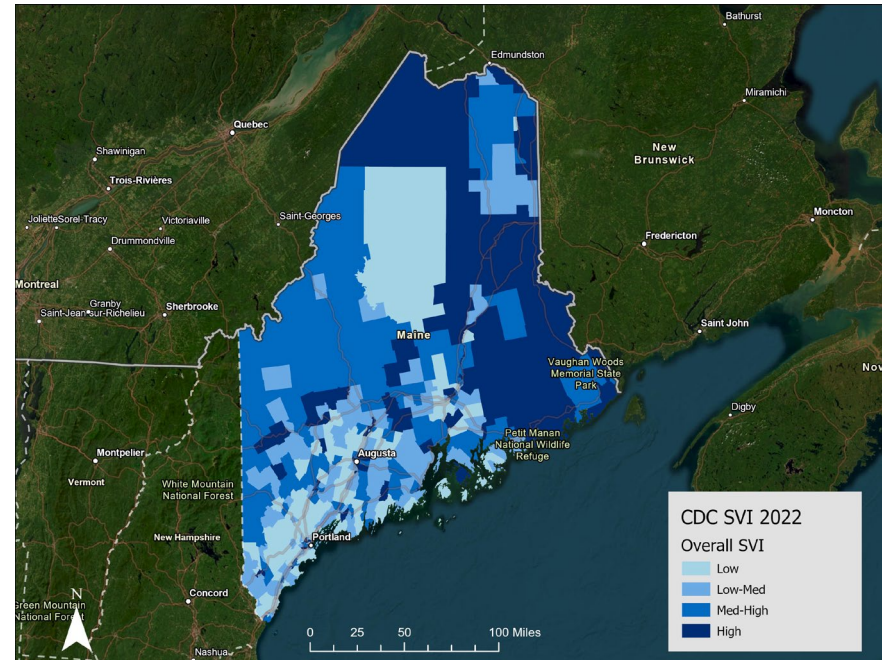 Bathurst
Edmundston
Miramichi
Quebec
Shawinigan
New
Brunswick
Trois-Rivières
Joliette
Sorel-Tracy
Victoriaville
Saint-Georges
Moncton
Drummondville
Fredericton
Montreal
Granby
Saint-Jean-sur-Richelieu
Sherbrooke
Saint John
Maine
Vaughan Woods
Memorial State
Park
Nov
Digby
Petit Manan
National Wildlife
Refuge
Montpelier
Augusta
Vermont
White Mountain
National Forest
New Hampshire
Portland
Concord
Green Mountain
National Forest
Nashua
N
0 25 50 100 Miles
CDC SVI 2022
Overall SVI
Low
Low-Med
Med-High
High